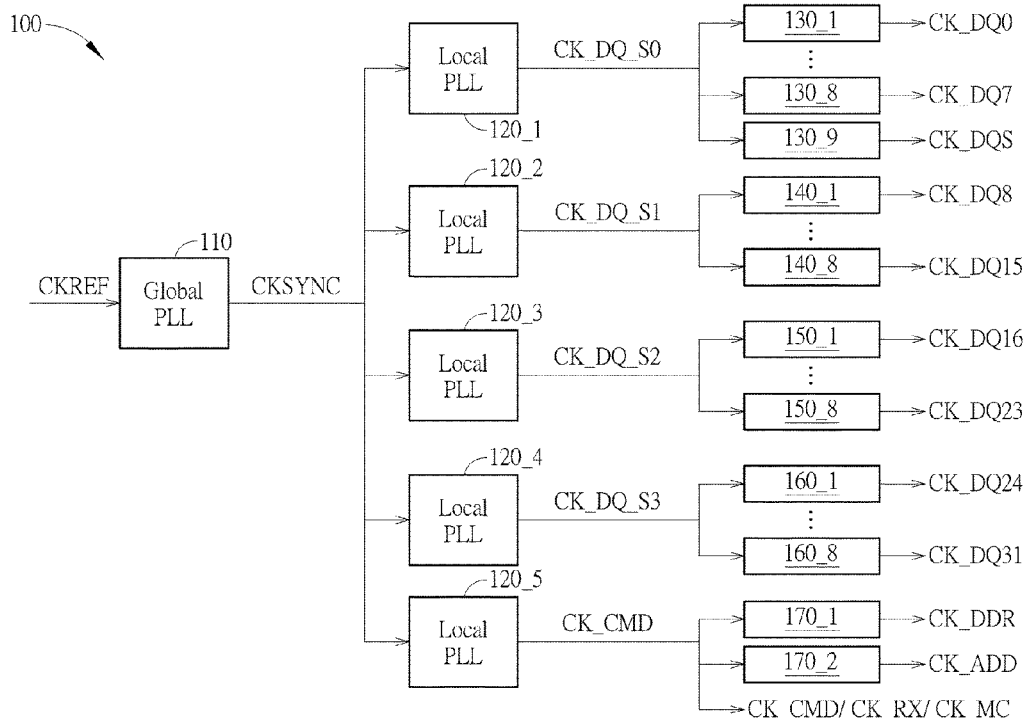 100
Local PLL
120_1
CK_DQ_S0
130_1
CK_DQ0
130_8
CK_DQ7
130_9
CK_DQS
120_2
Local PLL
CK_DQ_S1
140_1
CK_DQ8
140_8
CK_DQ15
CKREF
110
Global PLL
CKSYNC
120_3
Local PLL
CK_DQ_S2
150_1
CK_DQ16
150_8
CK_DQ23
120_4
Local PLL
CK_DQ_S3
160_1
CK_DQ24
160_8
CK_DQ31
120_5
Local PLL
CK_CMD
170_1
CK_DDR
170_2
CK_ADD
CK_CMD/ CK_RX/ CK_MC